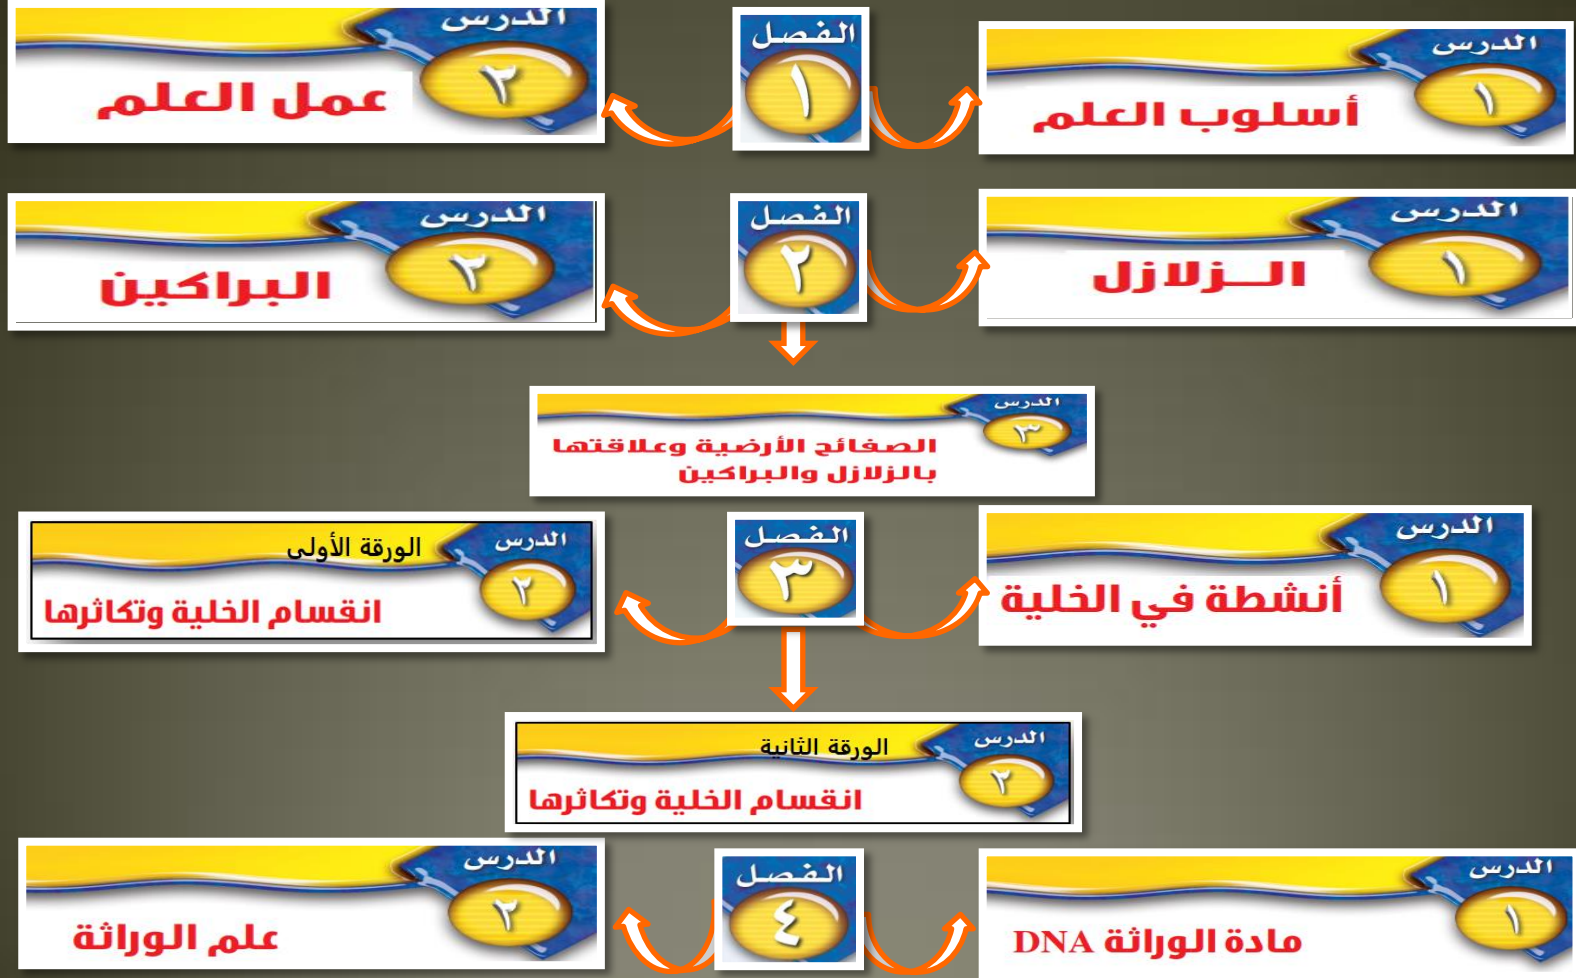 الفصل
١
الدرس
١
أسلوب العلم
الدرس
٢
عمل العلم
الفصل
٢
الدرس
١
الــزلازل
الدرس
٢
البراكين
الدرس
٣
الصفائح الأرضية وعلاقتها
بالزلازل والبراكين
الفصل
٣
الدرس
١
أنشطة في الخلية
الدرس
الورقة الأولى
٢
انقسام الخلية وتكاثرها
الدرس
الورقة الثانية
٢
انقسام الخلية وتكاثرها
الفصل
٤
الدرس
١
مادة الوراثة DNA
الدرس
٢
علم الوراثة